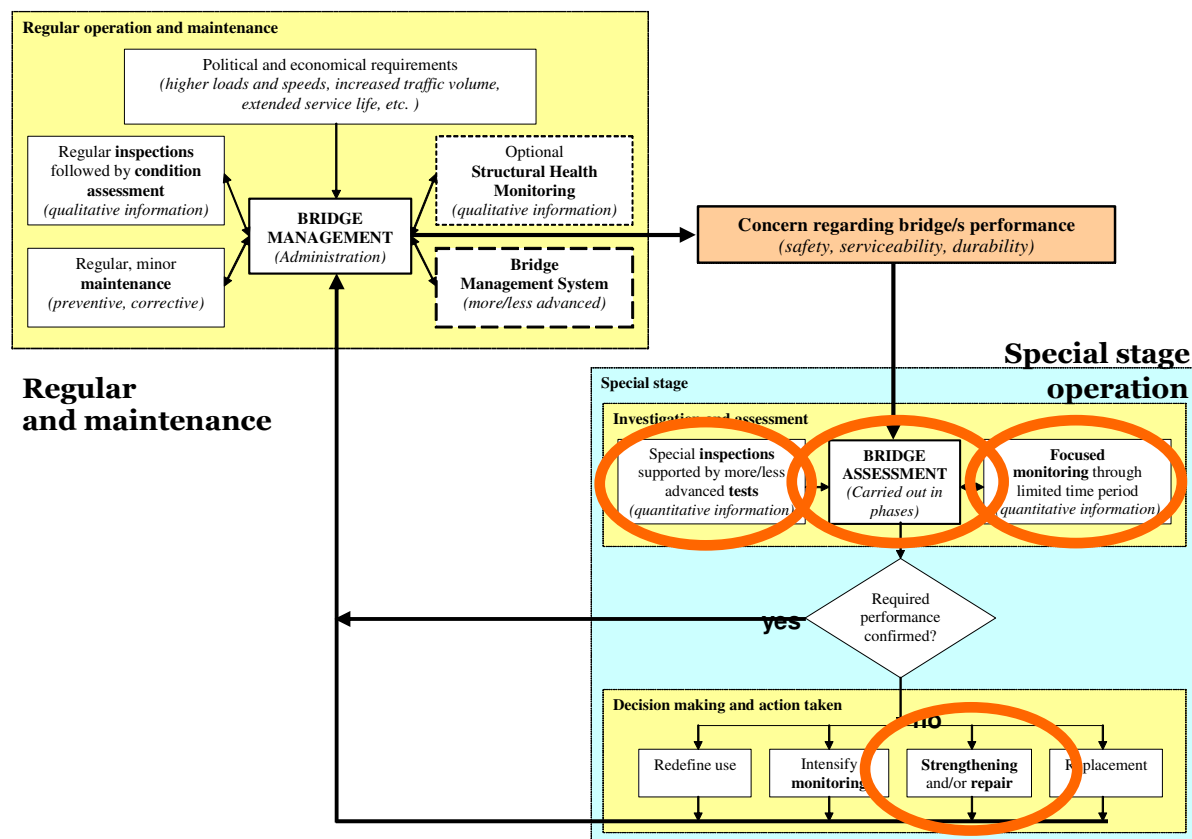 Regular operation and maintenance
Political and economical requirements
(higher loads and speeds, increased traffic volume,
extended service life, etc. )
Regular inspections
followed by condition
assessment
(qualitative information)
Optional
Structural Health
Monitoring
(qualitative information)
BRIDGE
MANAGEMENT
(Administration)
Regular, minor
maintenance
(preventive, corrective)
Bridge
Management System
(more/less advanced)
Concern regarding bridge/s performance
(safety, serviceability, durability)
Regular
and maintenance
Special stage
operation
Special stage
Investigation and assessment
Special inspections
supported by more/less
advanced tests
(quantitative information)
BRIDGE
ASSESSMENT
(Carried out in
phases)
Focused
monitoring through
limited time period
(quantitative information)
Required
performance
confirmed?
yes
no
Decision making and action taken
Redefine use
Intensify
monitoring
Strengthening
and/or repair
Replacement